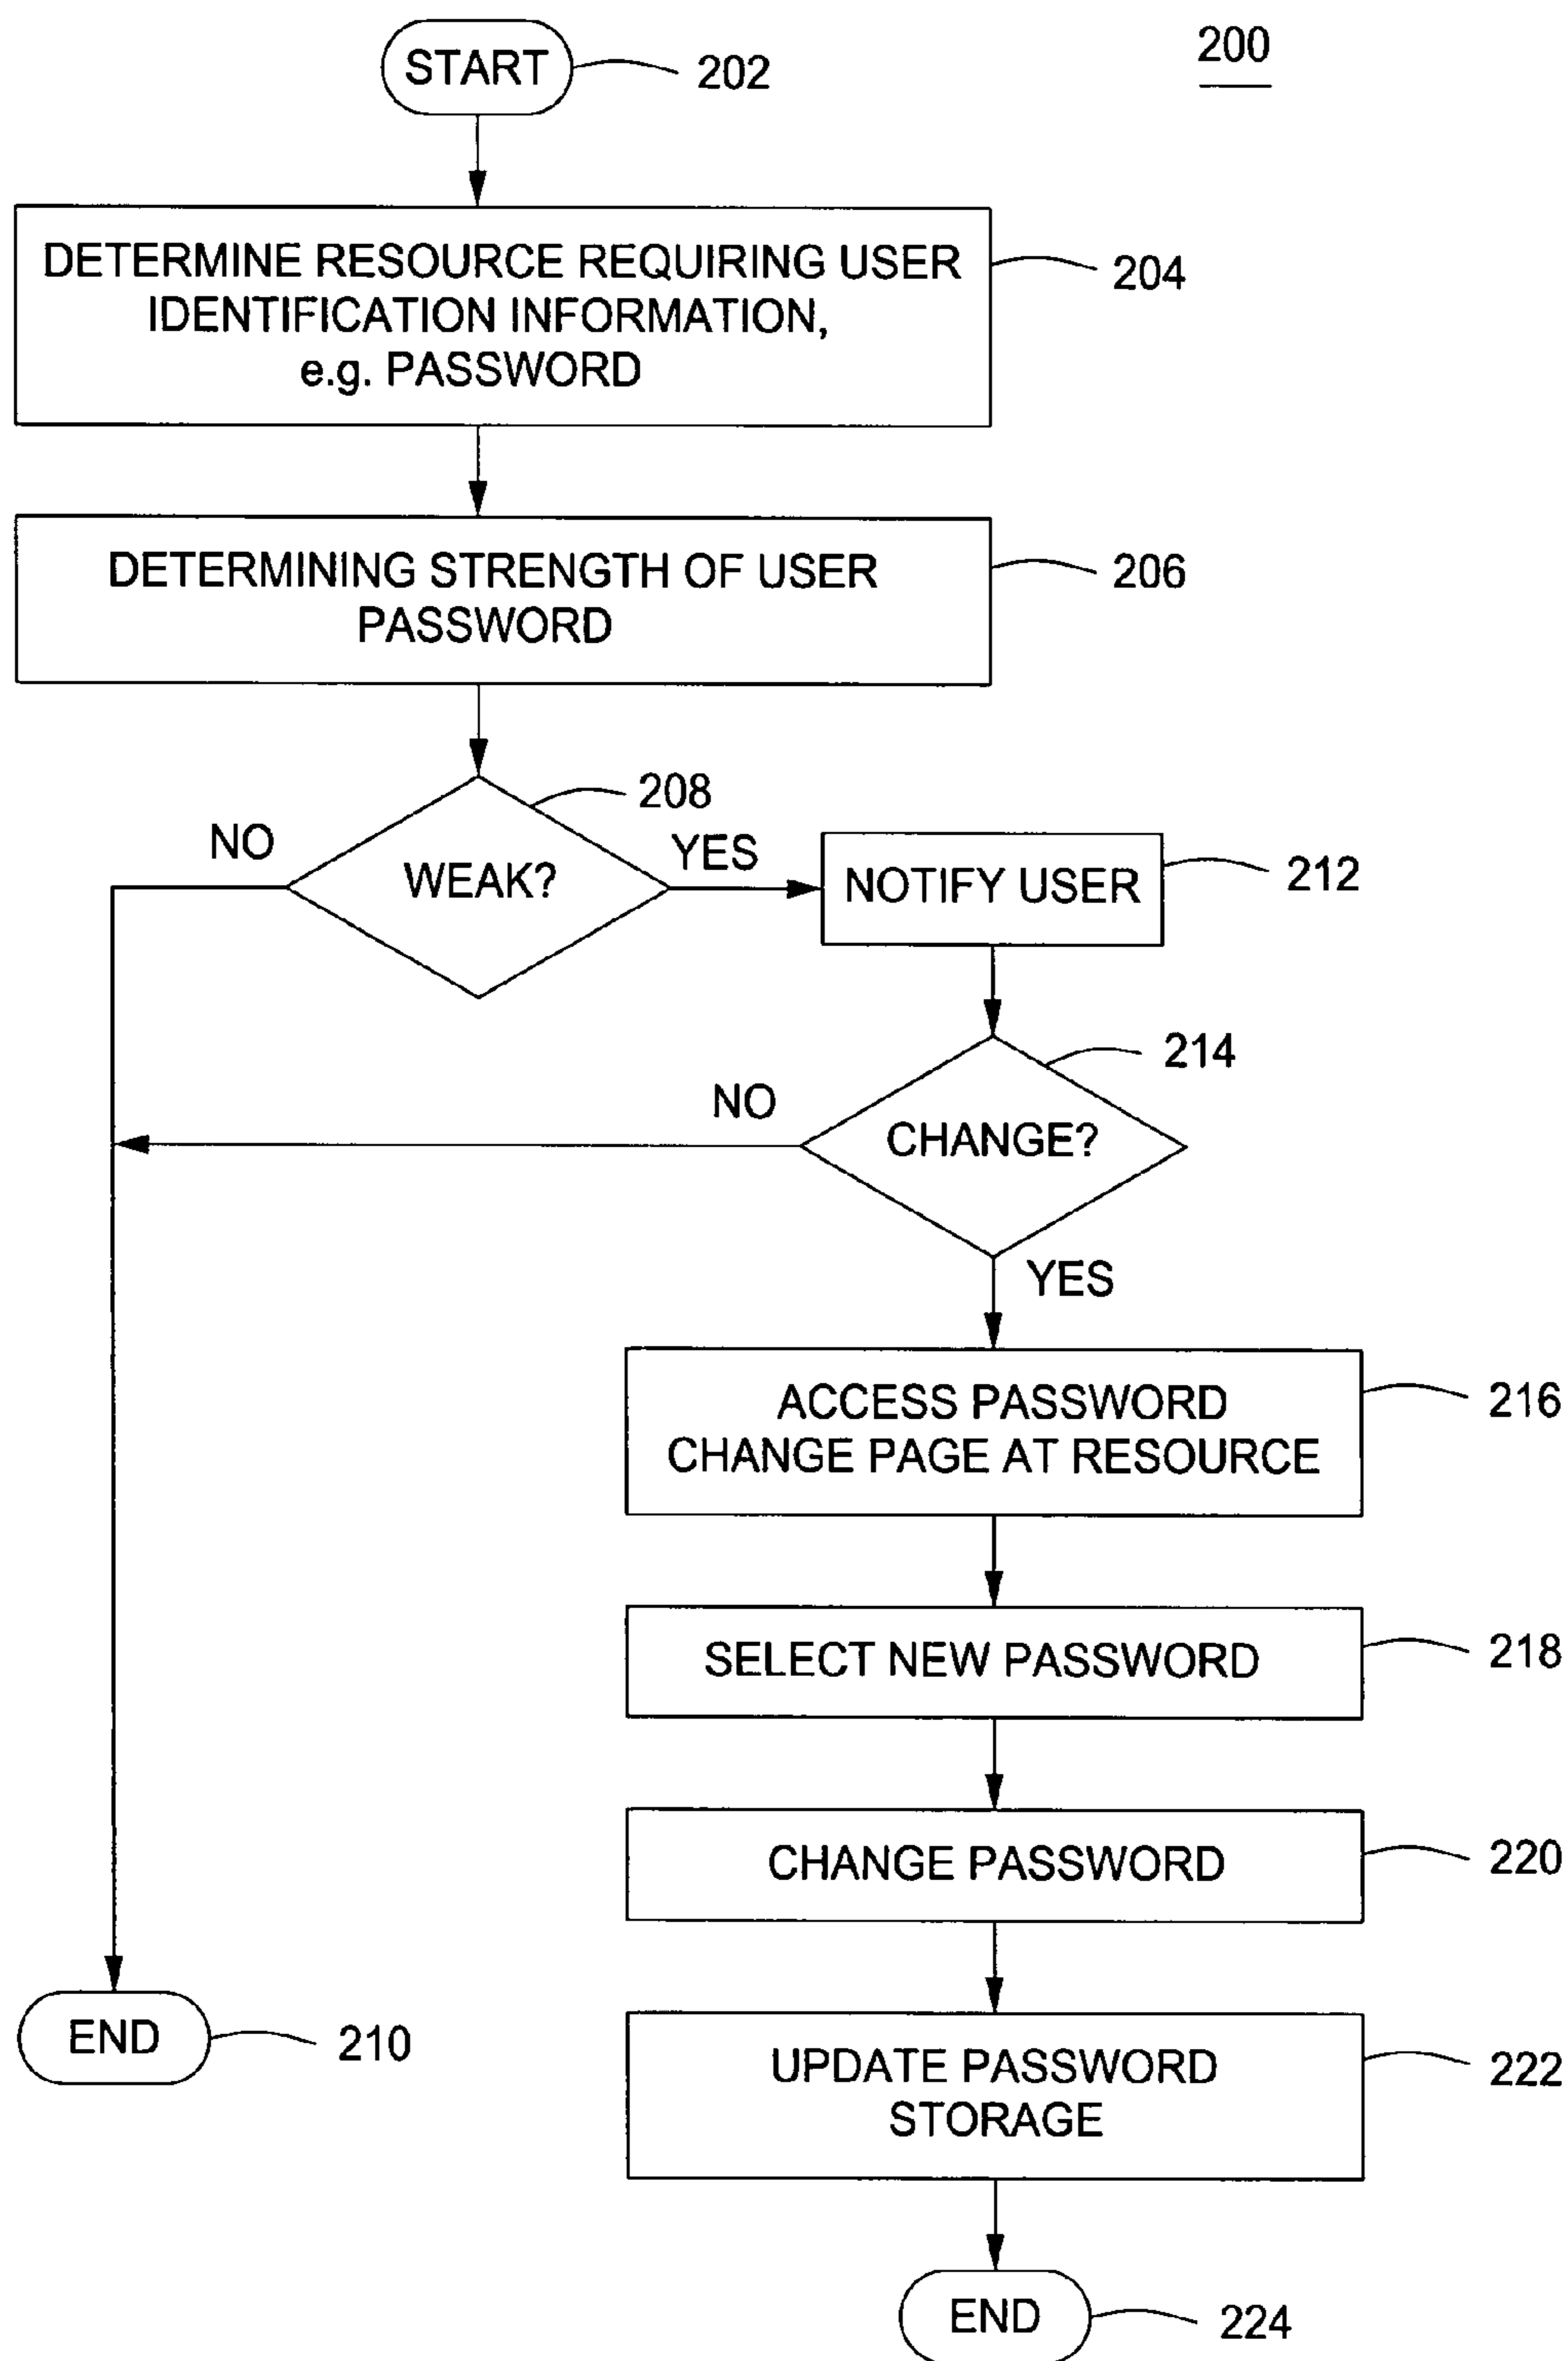 200
START
202
DETERMINE RESOURCE REQUIRING USER
IDENTIFICATION INFORMATION,
e.g. PASSWORD
204
DETERMINING STRENGTH OF USER
PASSWORD
206
208
NO
WEAK?
YES
NOTIFY USER
212
214
NO
CHANGE?
YES
ACCESS PASSWORD
CHANGE PAGE AT RESOURCE
216
SELECT NEW PASSWORD
218
CHANGE PASSWORD
220
END
210
UPDATE PASSWORD
STORAGE
222
END
224